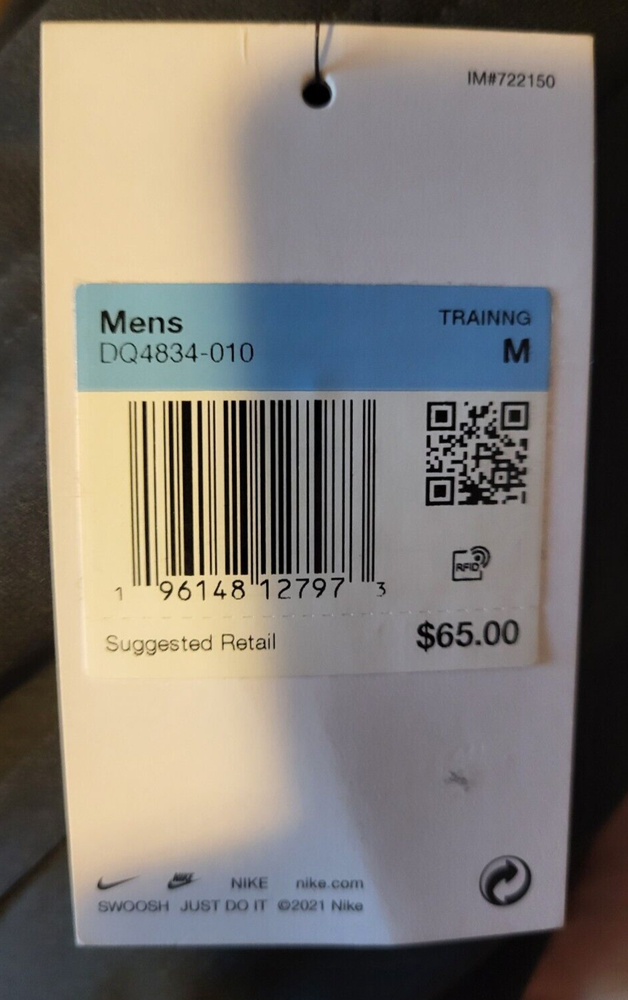 IM#722150
Mens
TRAINNG
DQ4834-010
M
RFID
1 96148 12797 3
Suggested Retail
$65.00
NIKE nike.com
SWOOSH JUST DO IT ©2021 Nike